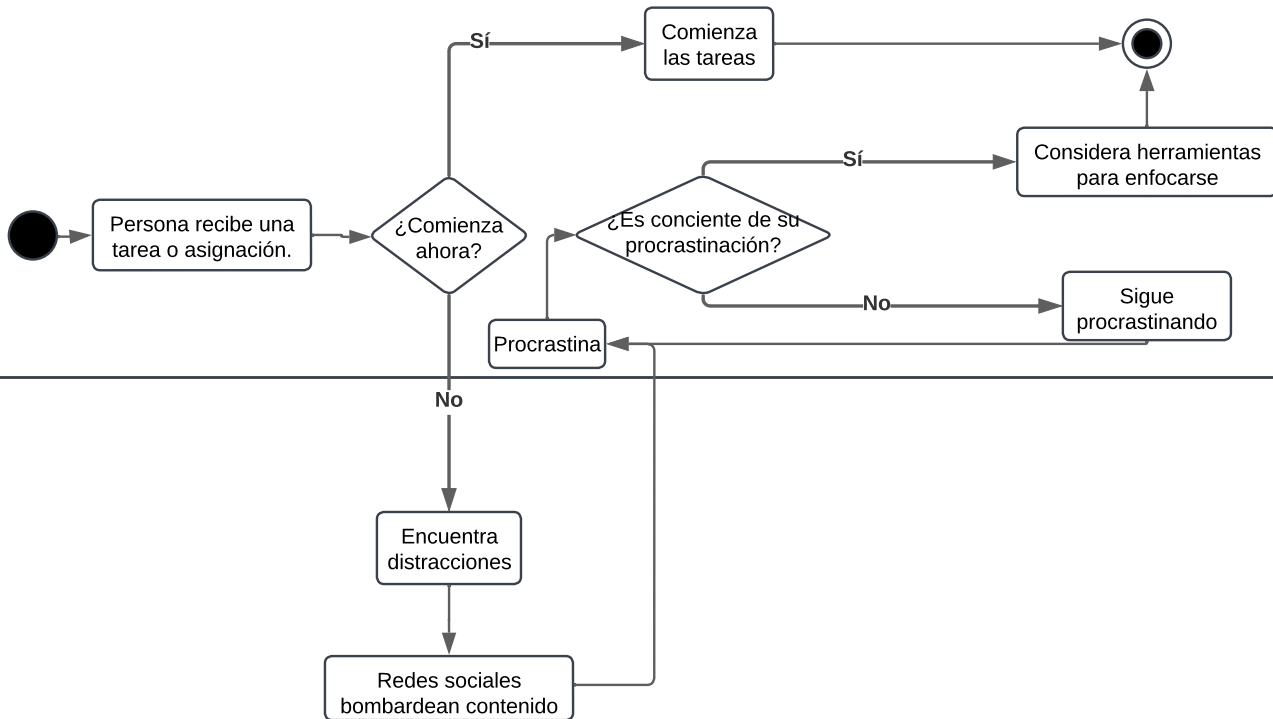 Sí
Comienza
las tareas
Persona recibe una
tarea o asignación.
¿Comienza
ahora?
¿Es conciente de su
procrastinación?
Sí
Considera herramientas
para enfocarse
No
Sigue
procrastinando
Procrastina
No
Encuentra
distracciones
Redes sociales
bombardean contenido